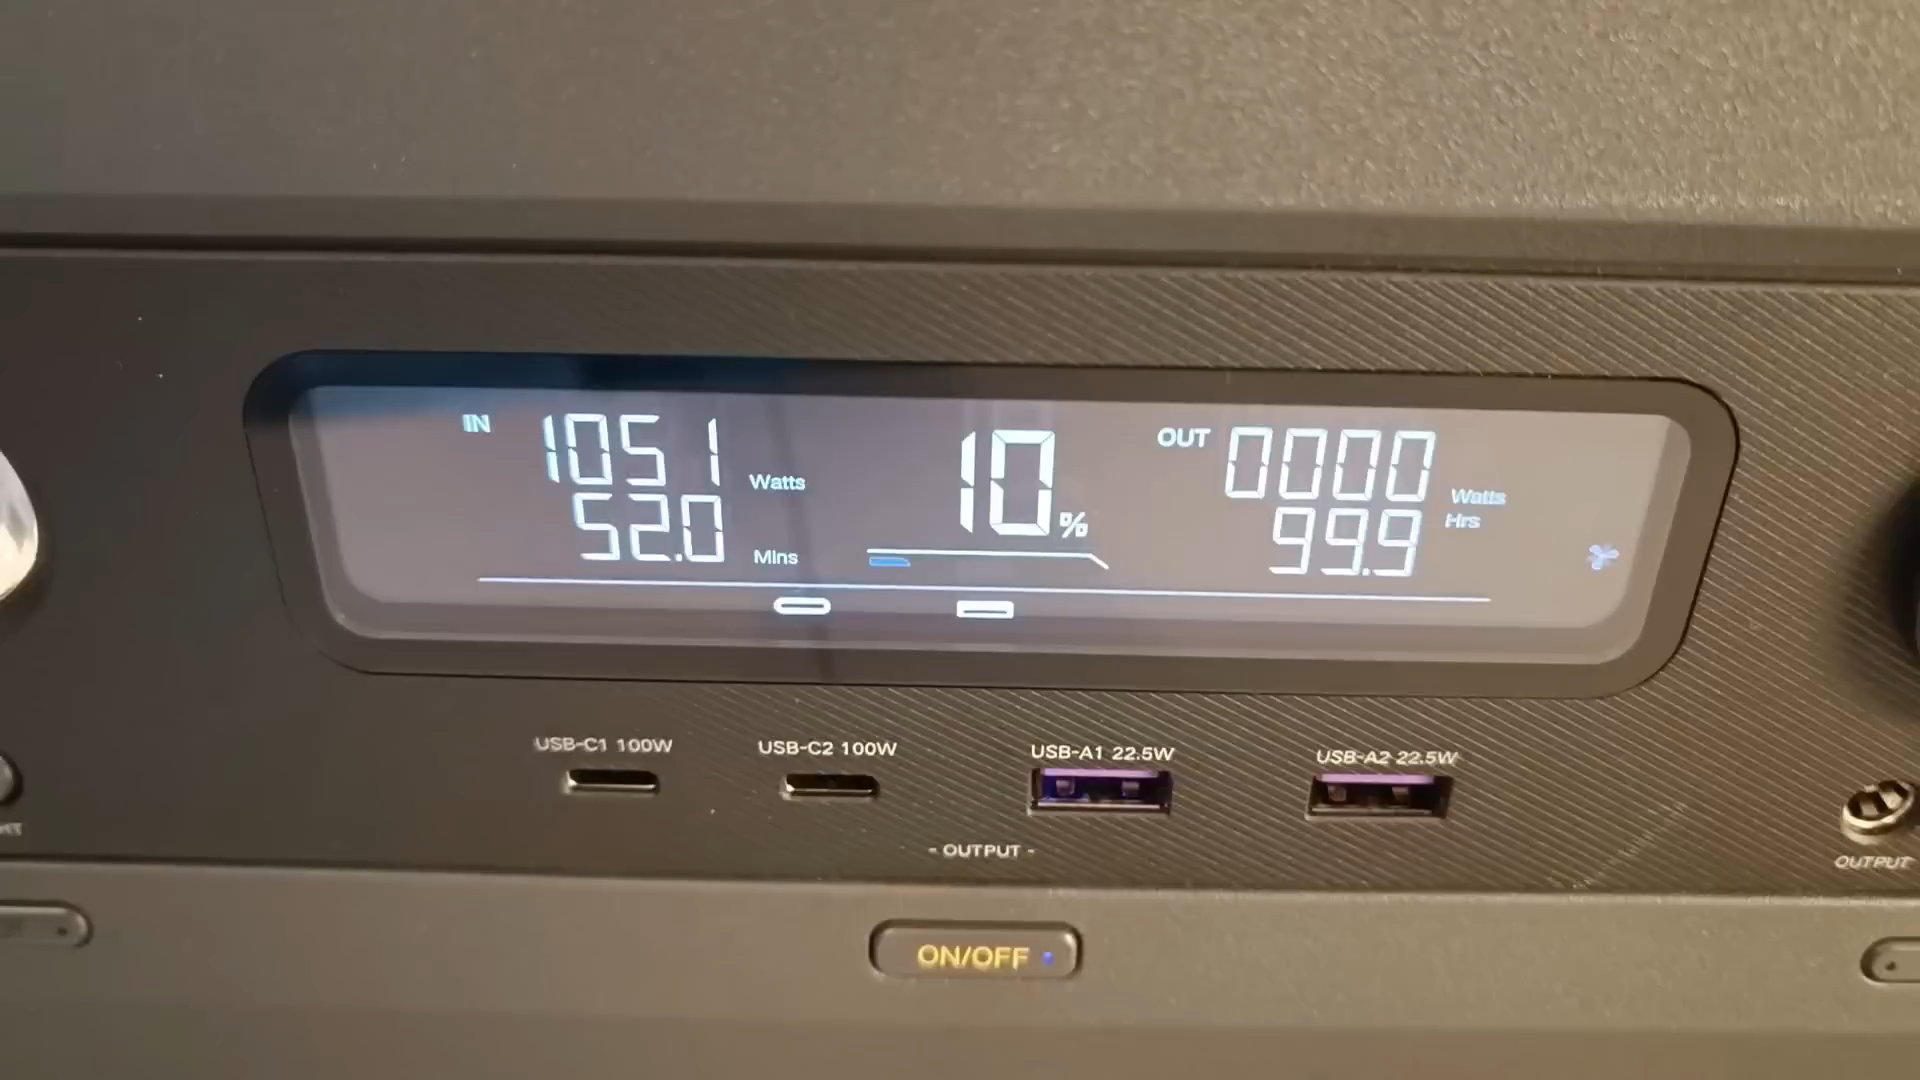 IN 1051 Watts
52.0 Mins
10%
OUT 0000 Watts
99.9 Hrs
USB-C1 100W
USB-C2 100W
USB-A1 22.5W
USB-A2 22.5W
- OUTPUT -
OUTPUT
ON/OFF